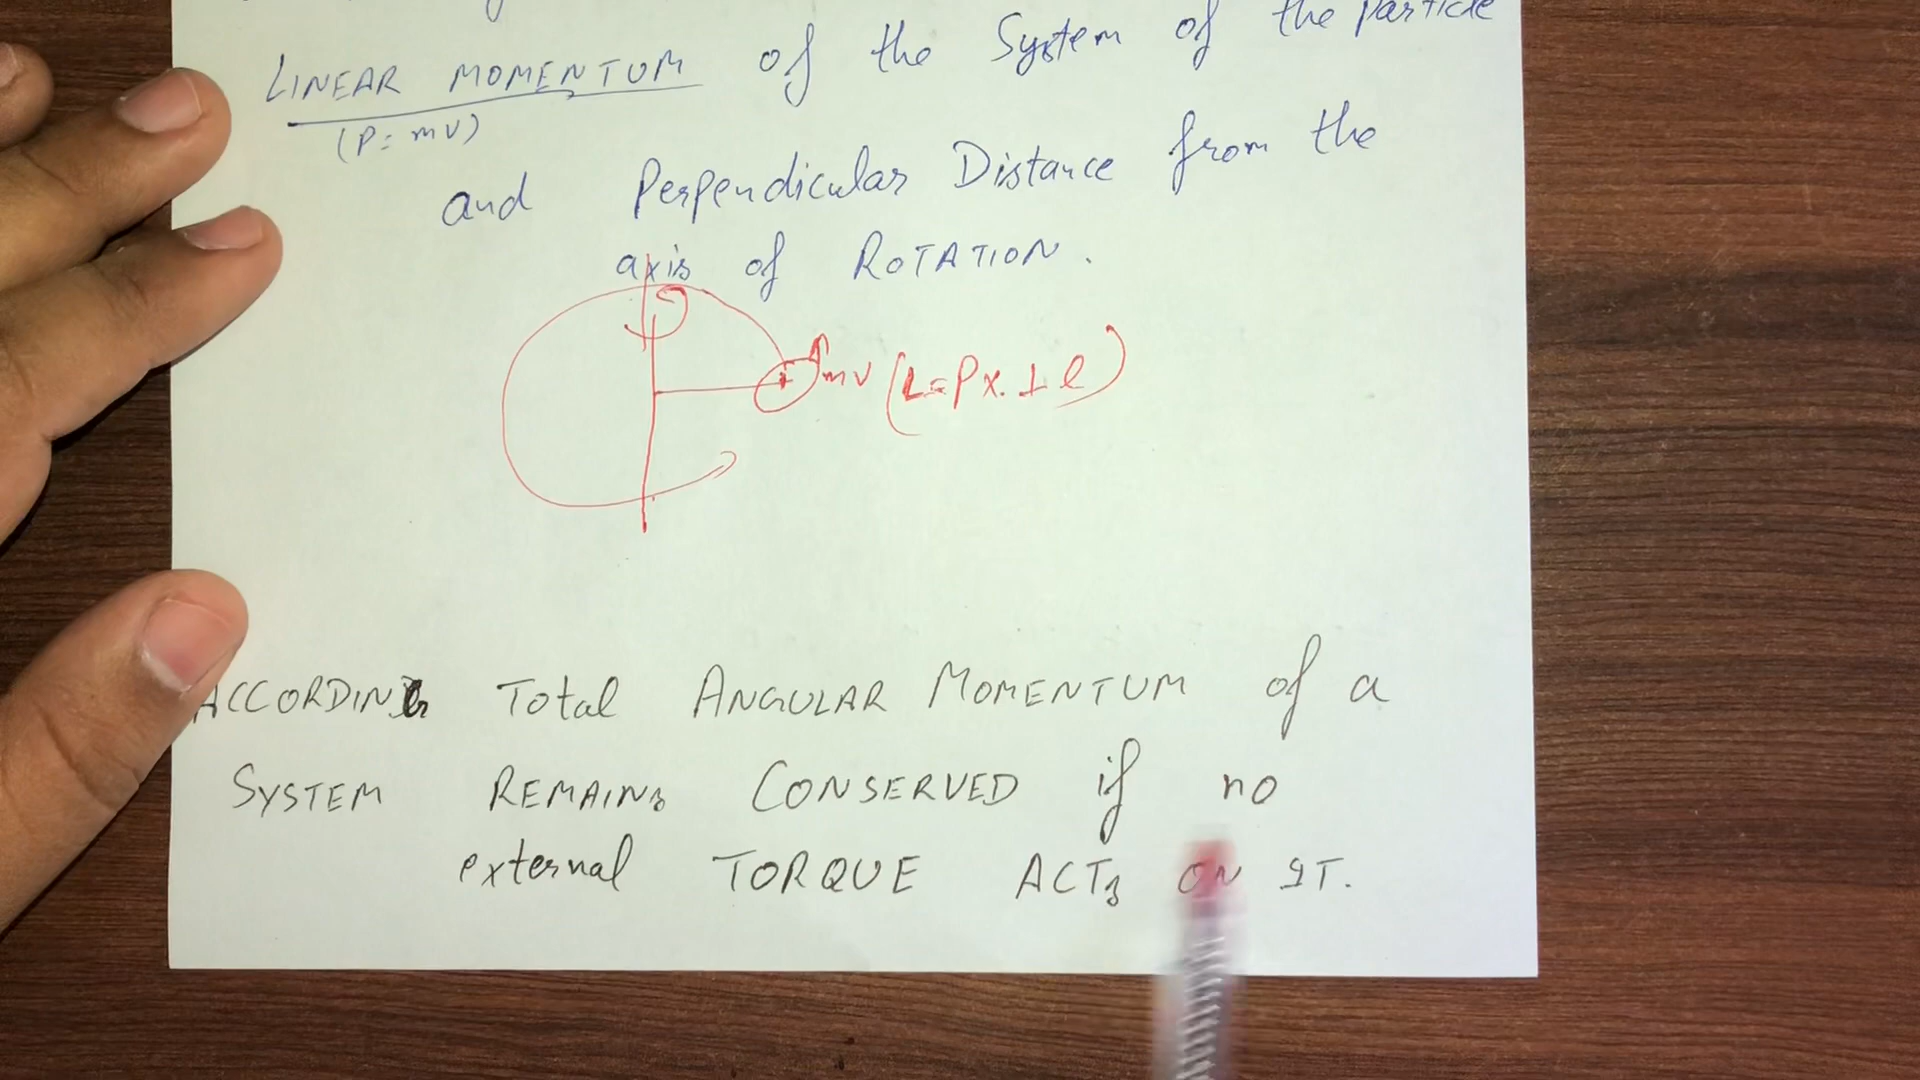 of the Particle
LINEAR MOMENTUM of the System
(P = mv)
and Perpendicular Distance from the
axis of ROTATION.
mv (L=P x. ⊥ l)
ACCORDING Total ANGULAR MOMENTUM of a
SYSTEM REMAINS CONSERVED if no
external TORQUE ACTS ON IT.